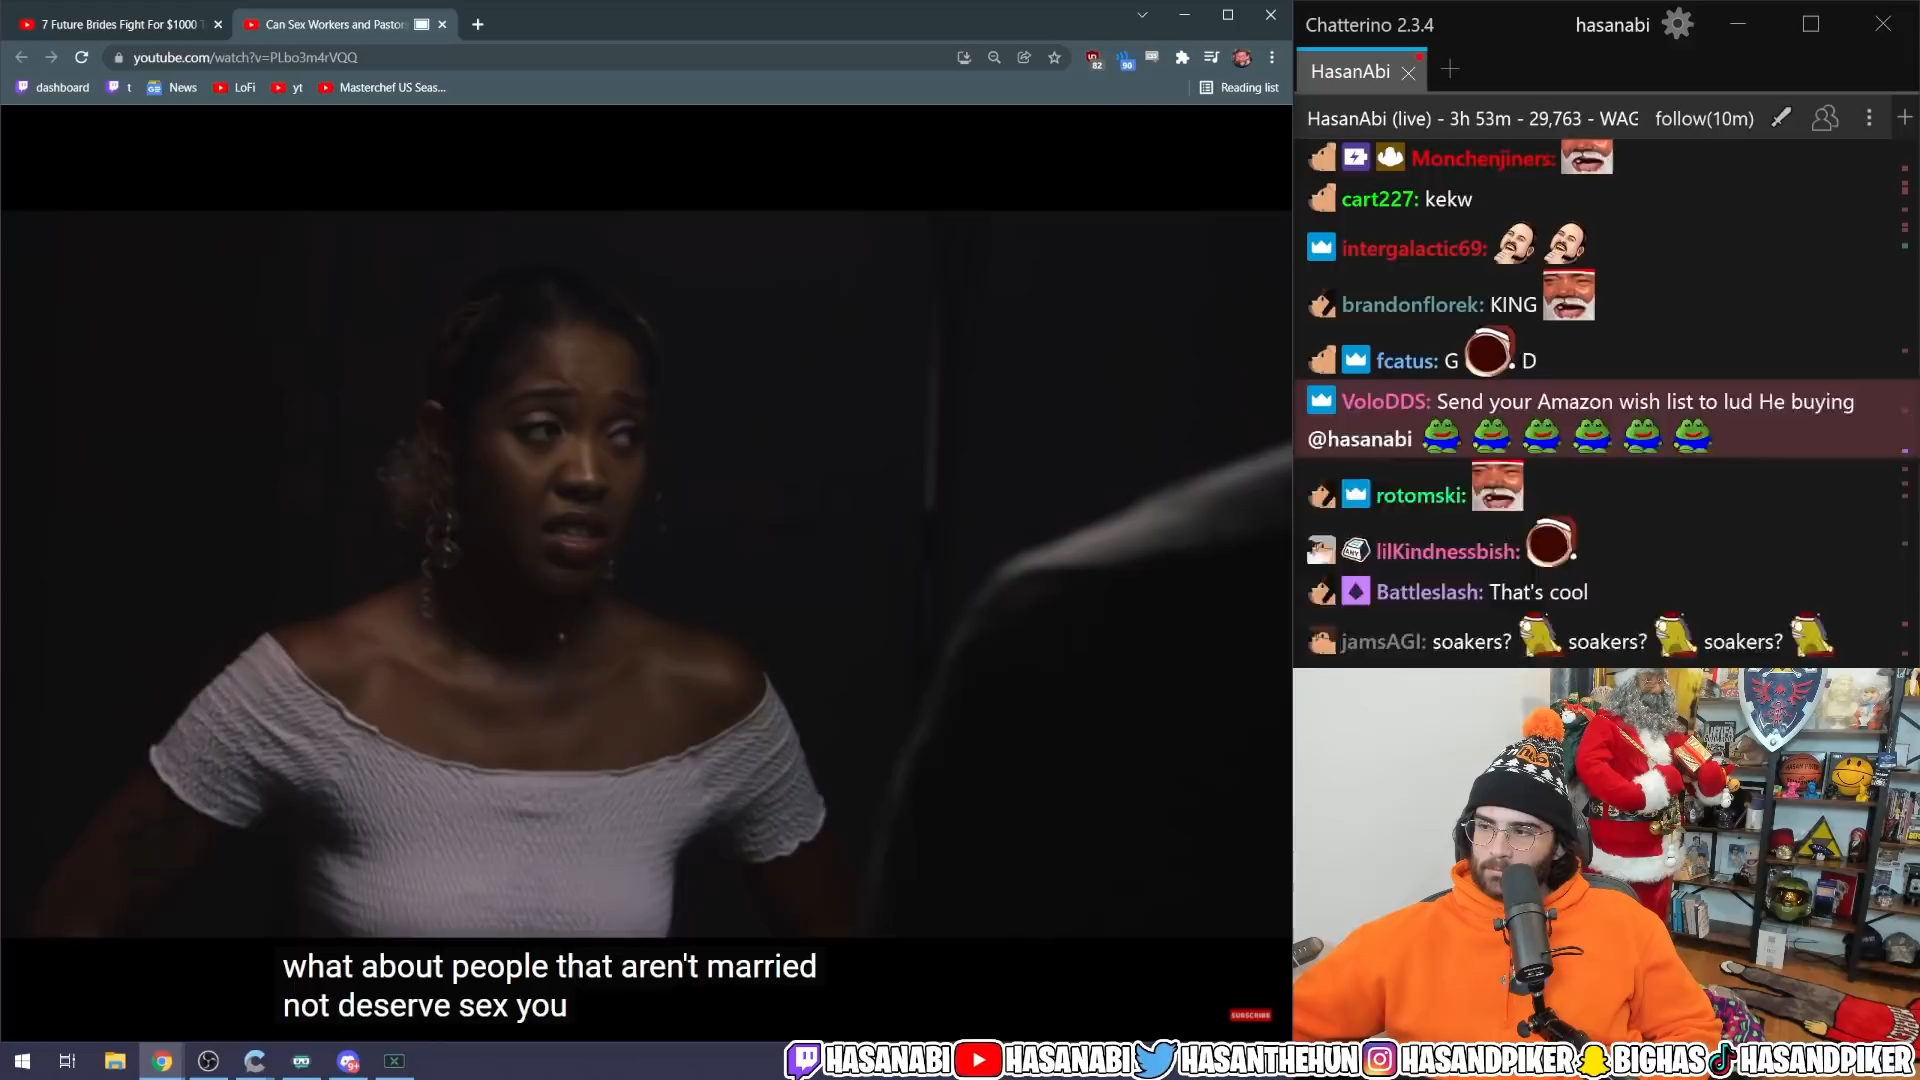 7 Future Brides Fight For $1000
Can Sex Workers and Pastor
youtube.com/watch?v=PLbo3m4rVQQ
82
90
dashboard
t
News
LoFi
yt
Masterchef US Seas...
Reading list
what about people that aren't married
not deserve sex you
SUBSCRIBE
Chatterino 2.3.4
hasanabi
HasanAbi
HasanAbi (live) - 3h 53m - 29,763 - WAG
follow(10m)
Monchenjiners:
cart227: kekw
intergalactic69:
brandonflorek: KING
fcatus: G D
VoloDDS: Send your Amazon wish list to lud He buying
@hasanabi
rotomski:
lilKindnessbish:
Battleslash: That's cool
jamsAGI: soakers? soakers? soakers?
HASANABI HASANABI HASANTHEHUN HASANDPIKER BIGHAS HASANDPIKER